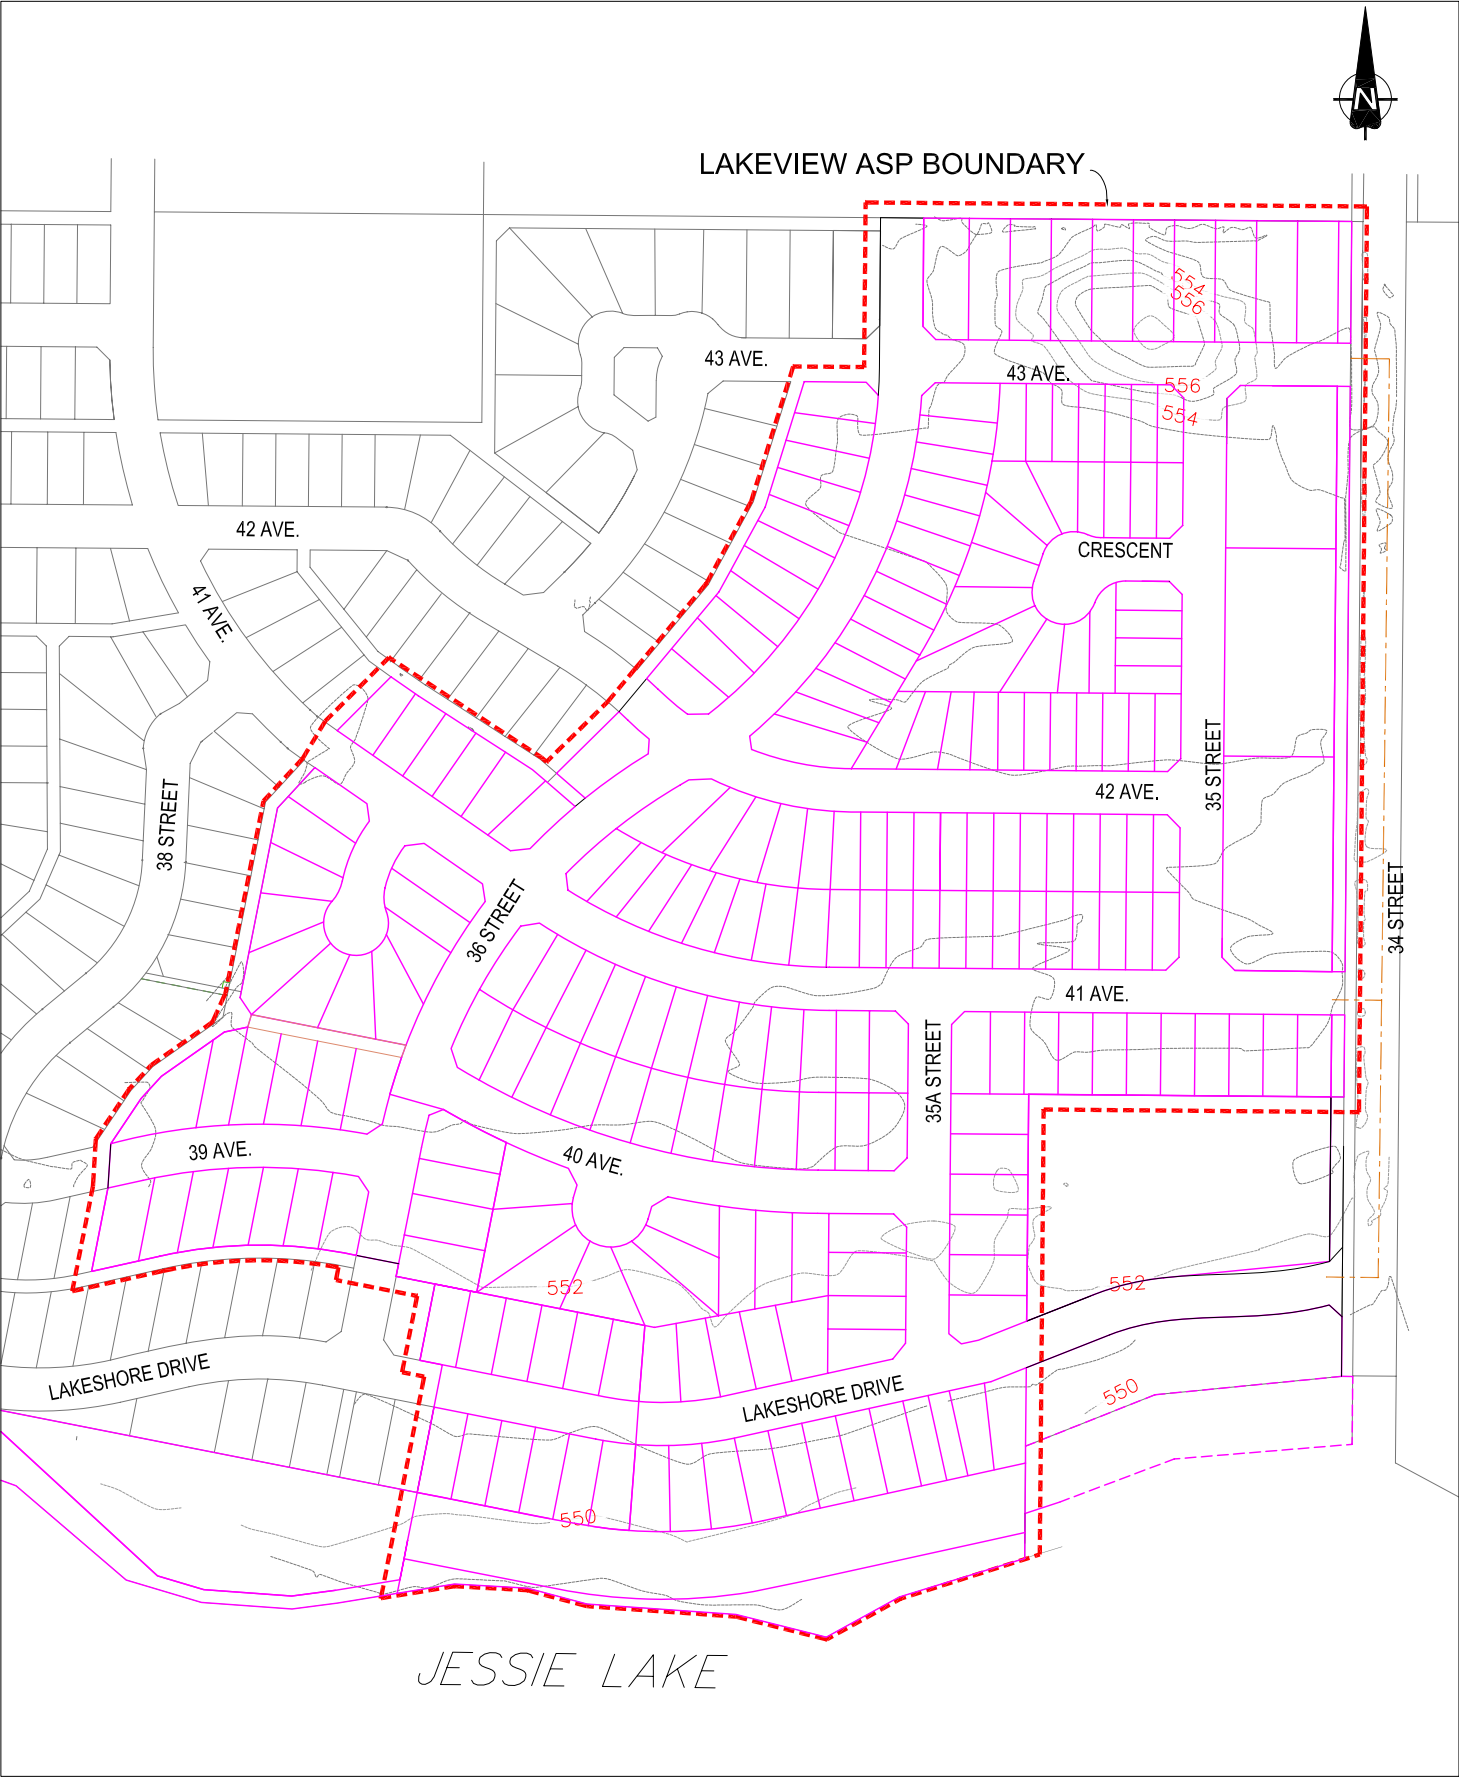 N
LAKEVIEW ASP BOUNDARY
554
556
43 AVE.
43 AVE.
556
554
42 AVE.
CRESCENT
41 AVE.
35 STREET
42 AVE.
38 STREET
36 STREET
34 STREET
41 AVE.
35A STREET
39 AVE.
40 AVE.
552
552
LAKESHORE DRIVE
LAKESHORE DRIVE
550
550
JESSIE LAKE